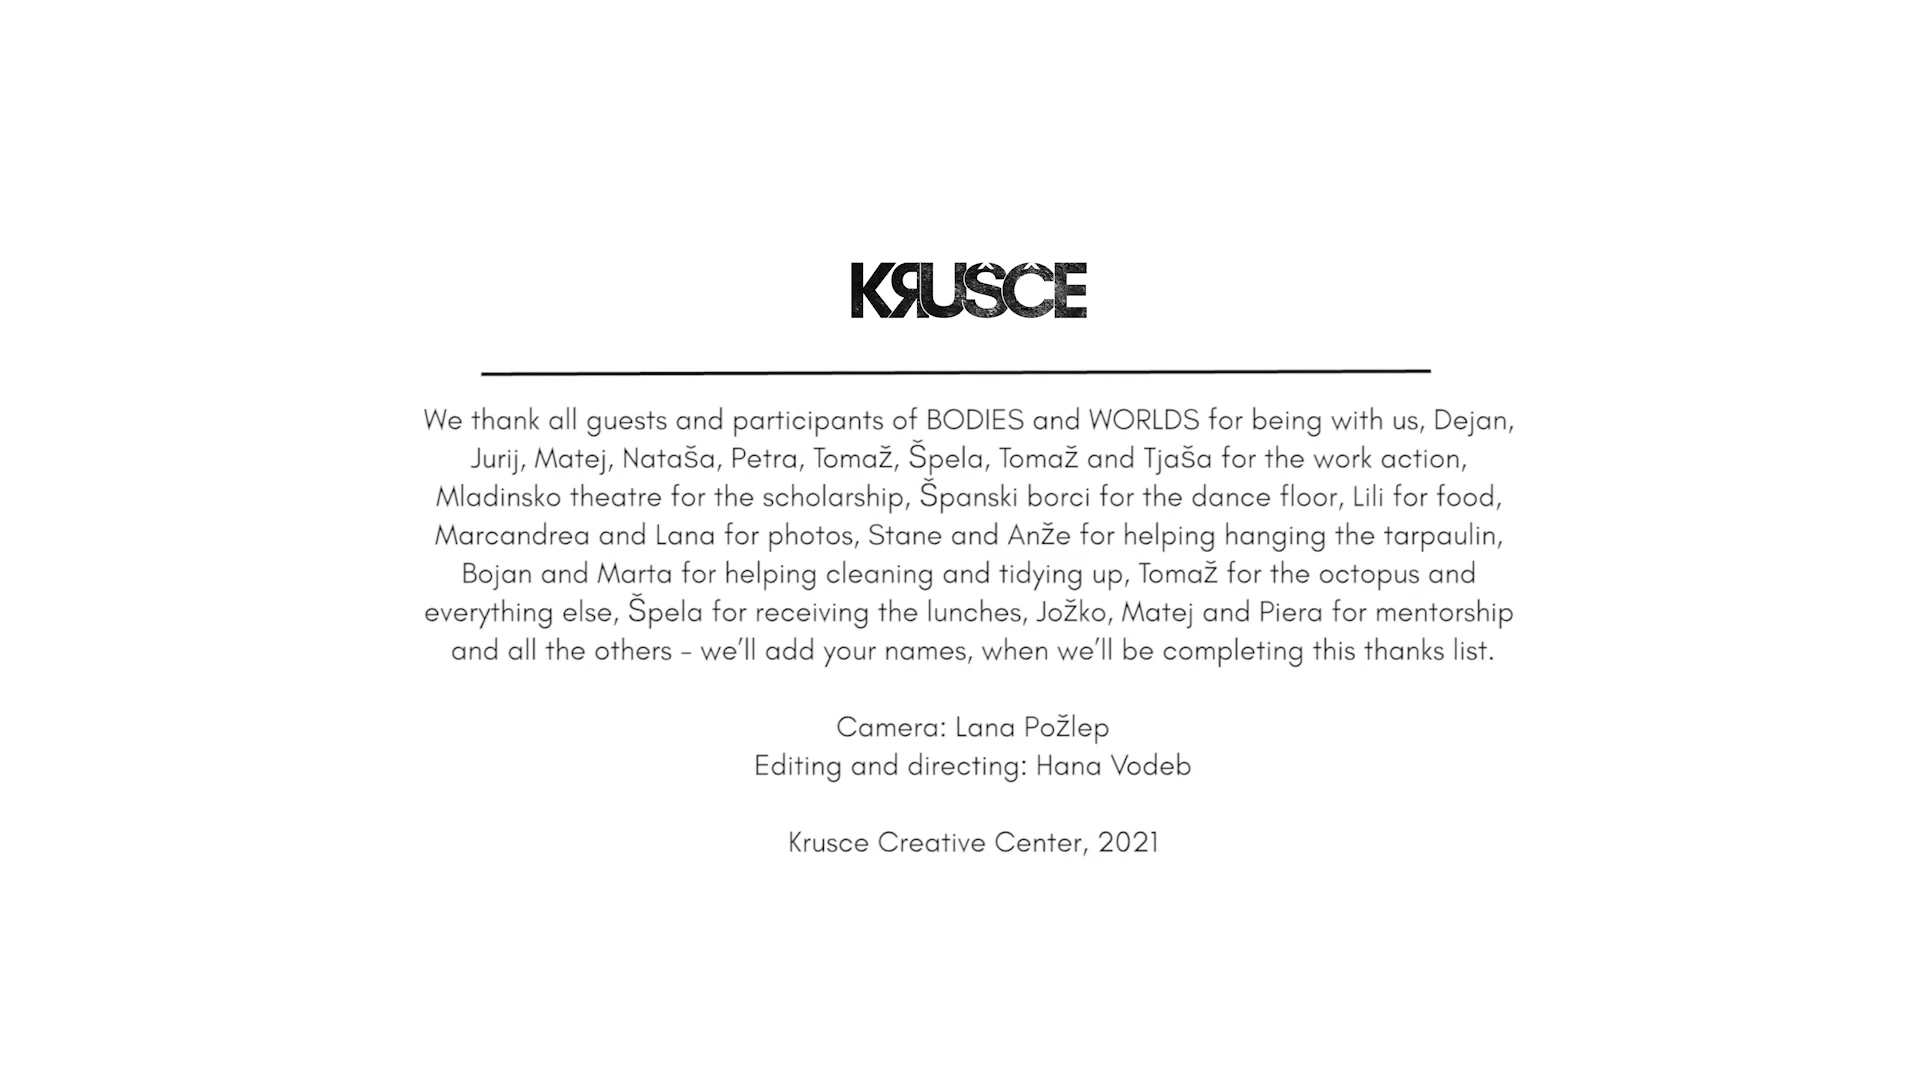 KRUSCE
We thank all guests and participants of BODIES and WORLDS for being with us, Dejan,
Jurij, Matej, Nataša, Petra, Tomaž, Špela, Tomaž and Tjaša for the work action,
Mladinsko theatre for the scholarship, Španski borci for the dance floor, Lili for food,
Marcandrea and Lana for photos, Stane and Anže for helping hanging the tarpaulin,
Bojan and Marta for helping cleaning and tidying up, Tomaž for the octopus and
everything else, Špela for receiving the lunches, Jožko, Matej and Piera for mentorship
and all the others - we’ll add your names, when we’ll be completing this thanks list.
Camera: Lana Požlep
Editing and directing: Hana Vodeb
Krusce Creative Center, 2021